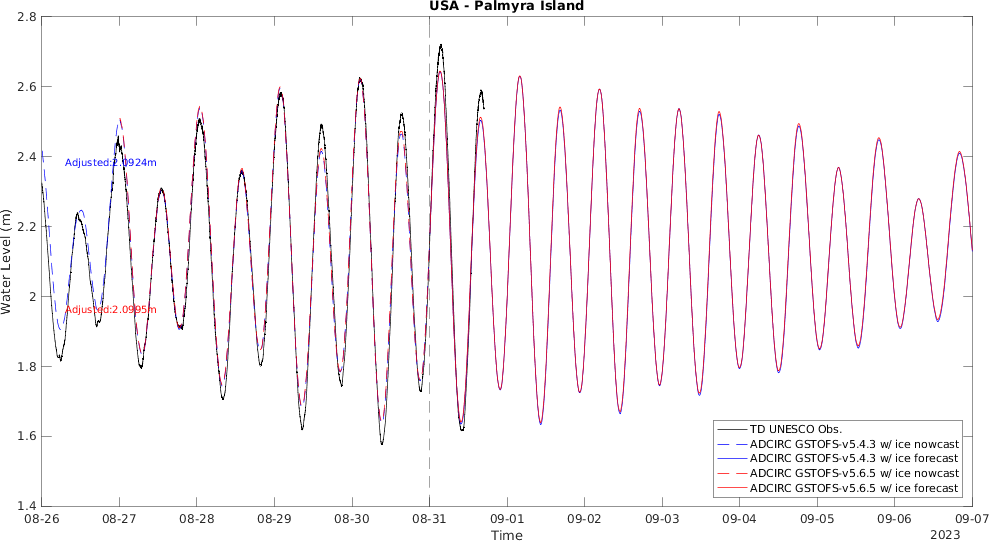 USA - Palmyra Island
2.8
2.6
2.4
2.2
2
1.8
1.6
1.4
Water Level (m)
Adjusted:2.0924m
Adjusted:2.0995m
TD UNESCO Obs.
ADCIRC GSTOFS-v5.4.3 w/ ice nowcast
ADCIRC GSTOFS-v5.4.3 w/ ice forecast
ADCIRC GSTOFS-v5.6.5 w/ ice nowcast
ADCIRC GSTOFS-v5.6.5 w/ ice forecast
08-26 08-27 08-28 08-29 08-30 08-31 09-01 09-02 09-03 09-04 09-05 09-06 09-07
Time
2023